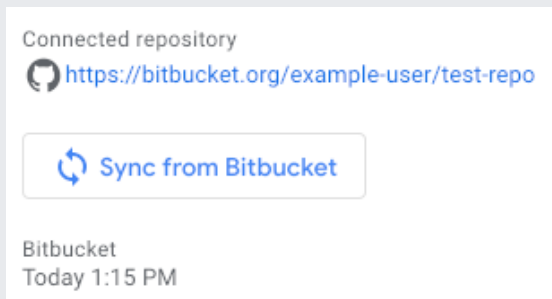 Connected repository
https://bitbucket.org/example-user/test-repo
Sync from Bitbucket
Bitbucket
Today 1:15 PM